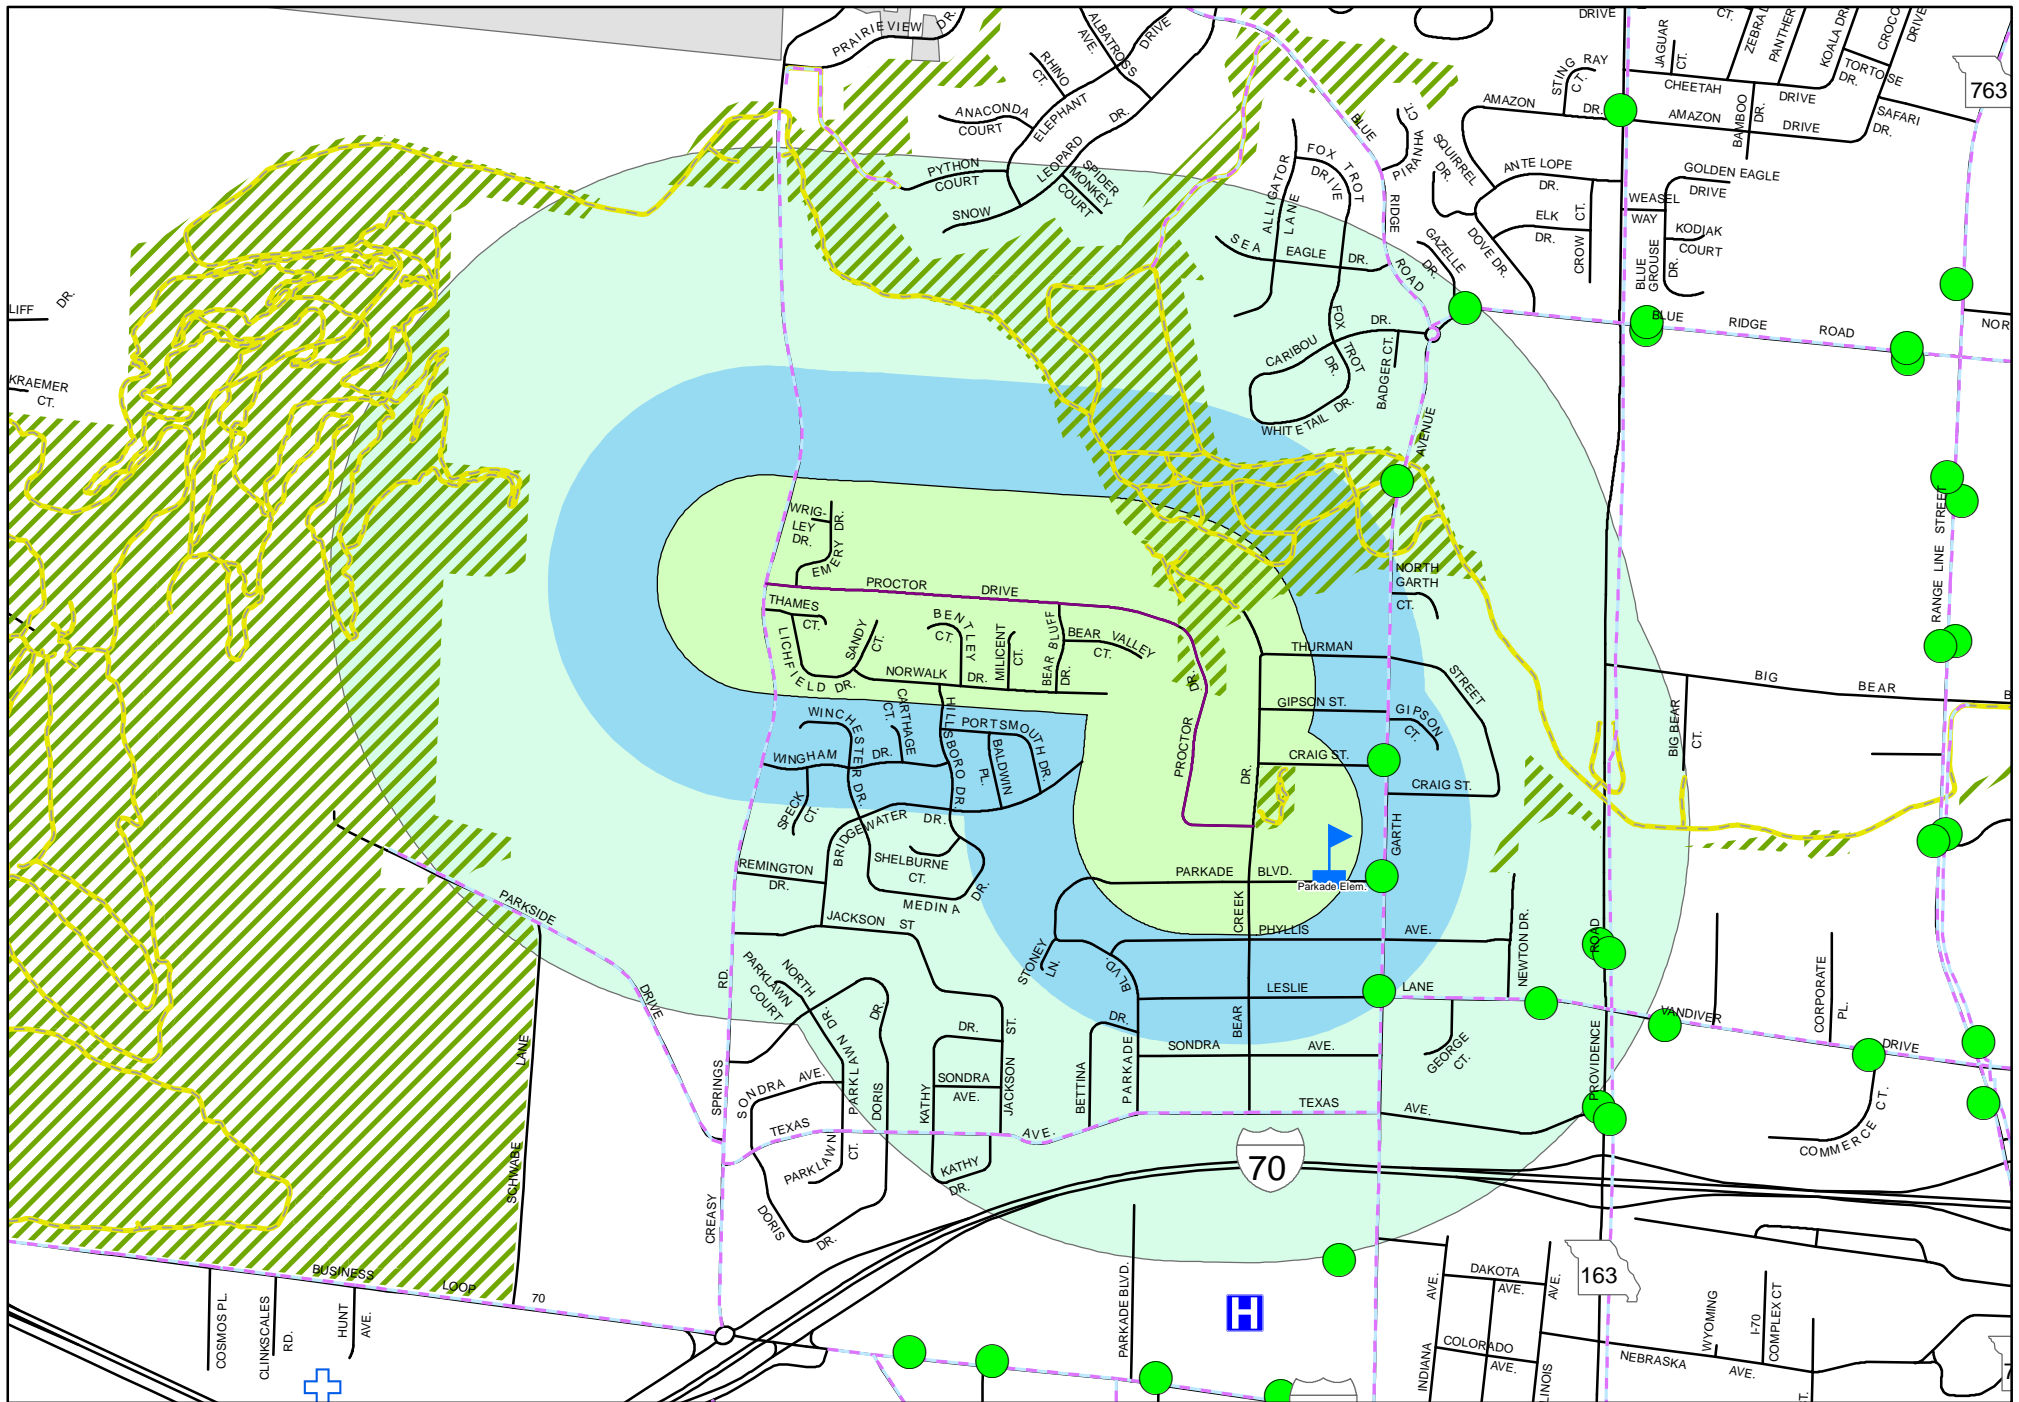 PRAIRIEVIEW DR.
ALBATROSS
AVE.
DRIVE
RHINO
CT.
ANACONDA
COURT
ELEPHANT
LEOPARD DR.
PYTHON
COURT
SPIDER
MONKEY
COURT
SNOW
BLUE
RIDGE
ROAD
PIRANHA CT.
SQUIRREL
DR.
FOX TROT
DRIVE
ALLIGATOR
LANE
SEA EAGLE DR.
GAZELLE
DR.
DOVE DR.
DRIVE
STING RAY
CT.
AMAZON
DR.
ANTE LOPE
DR.
ELK
DR.
CROW CT.
JAGUAR
CT.
CT.
PANTHER
KOALA DR.
CROCO
DRIVE
CHEETAH
DRIVE
TORTOISE
DR.
SAFARI
DR.
AMAZON
DRIVE
BAMBOO
DR.
763
GOLDEN EAGLE
DRIVE
WEASEL
WAY
KODIAK
COURT
BLUE
GROUSE
DR.
BLUE RIDGE ROAD
NOR
LIFF DR.
KRAEMER
CT.
CARIBOU DR.
FOX
TROT
DR.
BADGER CT.
WHITETAIL DR.
AVENUE
RANGE LINE STREET
WRIG-
LEY
DR.
EMERY DR.
PROCTOR DRIVE
THAMES
CT.
LICHFIELD DR.
SANDY
CT.
BENTLEY
CT.
MILICENT
CT.
BEAR BLUFF
DR.
BEAR VALLEY
CT.
NORWALK DR.
NORTH
GARTH
CT.
THURMAN
STREET
GIPSON ST.
GIPSON
CT.
CRAIG ST.
CRAIG ST.
PROCTOR
DR.
DR.
BIG BEAR
B
BIG BEAR
CT.
WINCHESTER DR.
CARTHAGE
CT.
HILLSBORO DR.
PORTSMOUTH DR.
BALDWIN
PL.
WINGHAM DR.
SPECK
CT.
BRIDGEWATER DR.
SHELBURNE
CT.
MEDINA DR.
REMINGTON
DR.
JACKSON ST
GARTH
PARKADE BLVD.
Parkade Elem.
CREEK
BEAR
PHYLLIS AVE.
STONEY
LN.
BLVD.
PARKADE
LESLIE LANE
NEWTON DR.
ROAD
PROVIDENCE
VANDIVER
DRIVE
CORPORATE
PL.
COMMERCE CT.
PARKSIDE
DRIVE
RD.
SPRINGS
CREASY
NORTH
PARKLAWN
COURT
PARKLAWN DR.
DR.
DORIS
DR.
JACKSON ST.
KATHY
SONDRA
AVE.
BETTINA
DR.
SONDRA AVE.
GEORGE
CT.
SONDRA AVE.
TEXAS
AVE.
TEXAS
AVE.
PARKLAWN
CT.
KATHY
DR.
DORIS
DR.
LANE
SCHWABE
70
BUSINESS LOOP 70
COSMOS PL.
CLINKSCALES
RD.
HUNT
AVE.
PARKADE BLVD.
H
163
INDIANA
AVE.
DAKOTA
AVE.
AVE.
COLORADO
AVE.
LINOIS
NEBRASKA AVE.
WYOMING
I-70
COMPLEX CT
T.
7